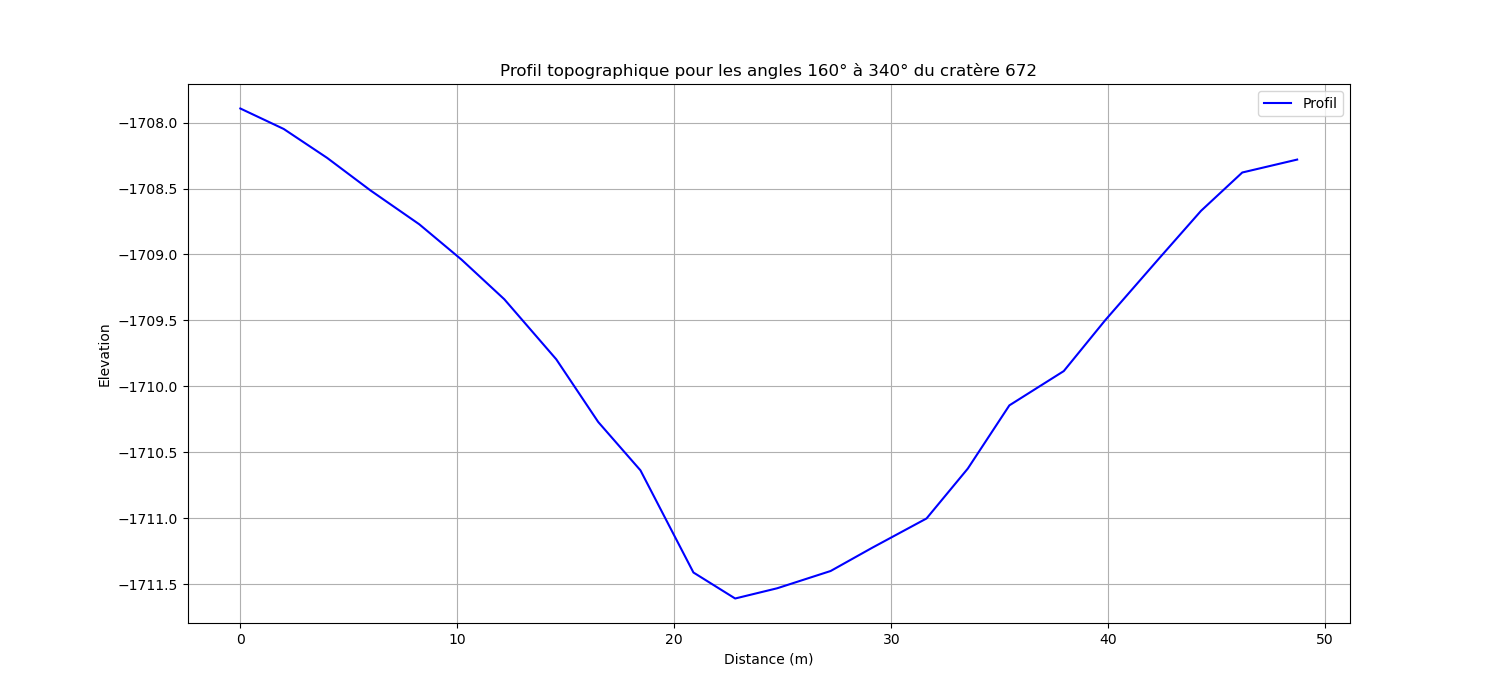 Profil topographique pour les angles 160° à 340° du cratère 672
Profil
−1708.0
−1708.5
−1709.0
−1709.5
−1710.0
−1710.5
−1711.0
−1711.5
Elevation
0 10 20 30 40 50
Distance (m)